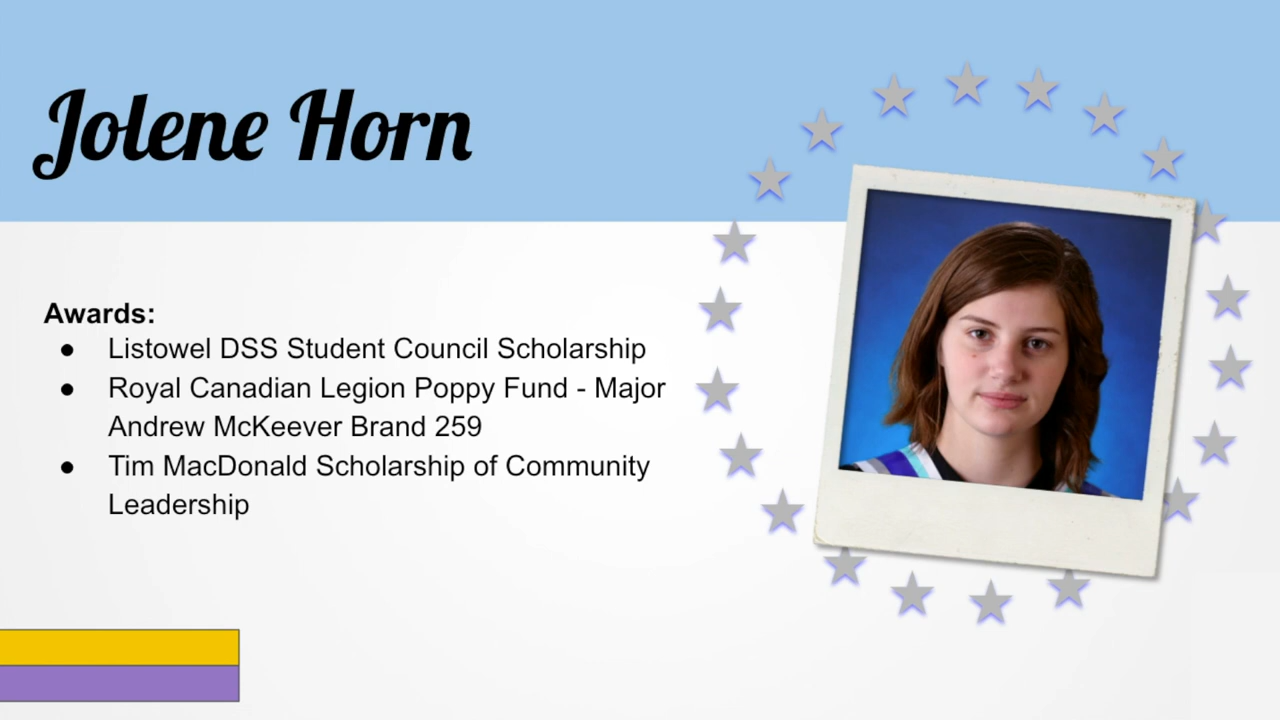 Jolene Horn
Awards:
● Listowel DSS Student Council Scholarship
● Royal Canadian Legion Poppy Fund - Major
Andrew McKeever Brand 259
● Tim MacDonald Scholarship of Community
Leadership